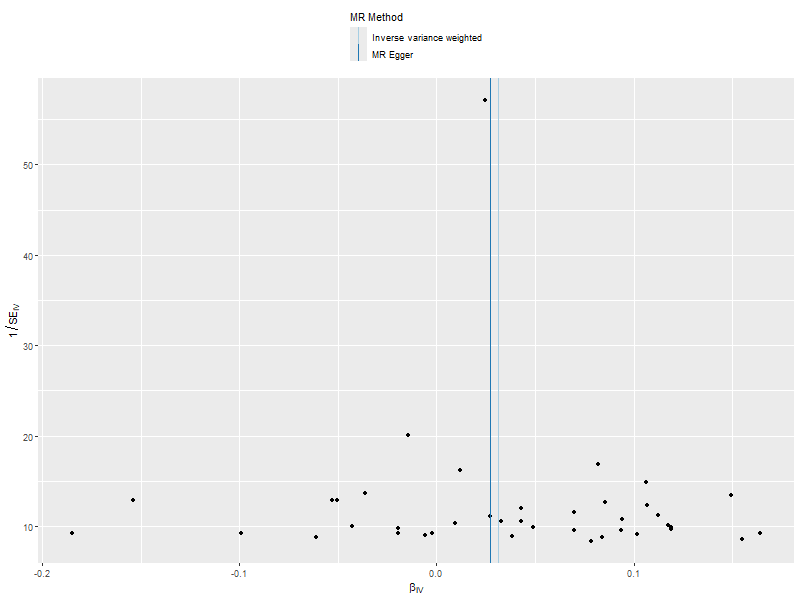 MR Method
Inverse variance weighted
MR Egger
50
40
30
20
10
1/SE_IV
-0.2 -0.1 0.0 0.1
β_IV